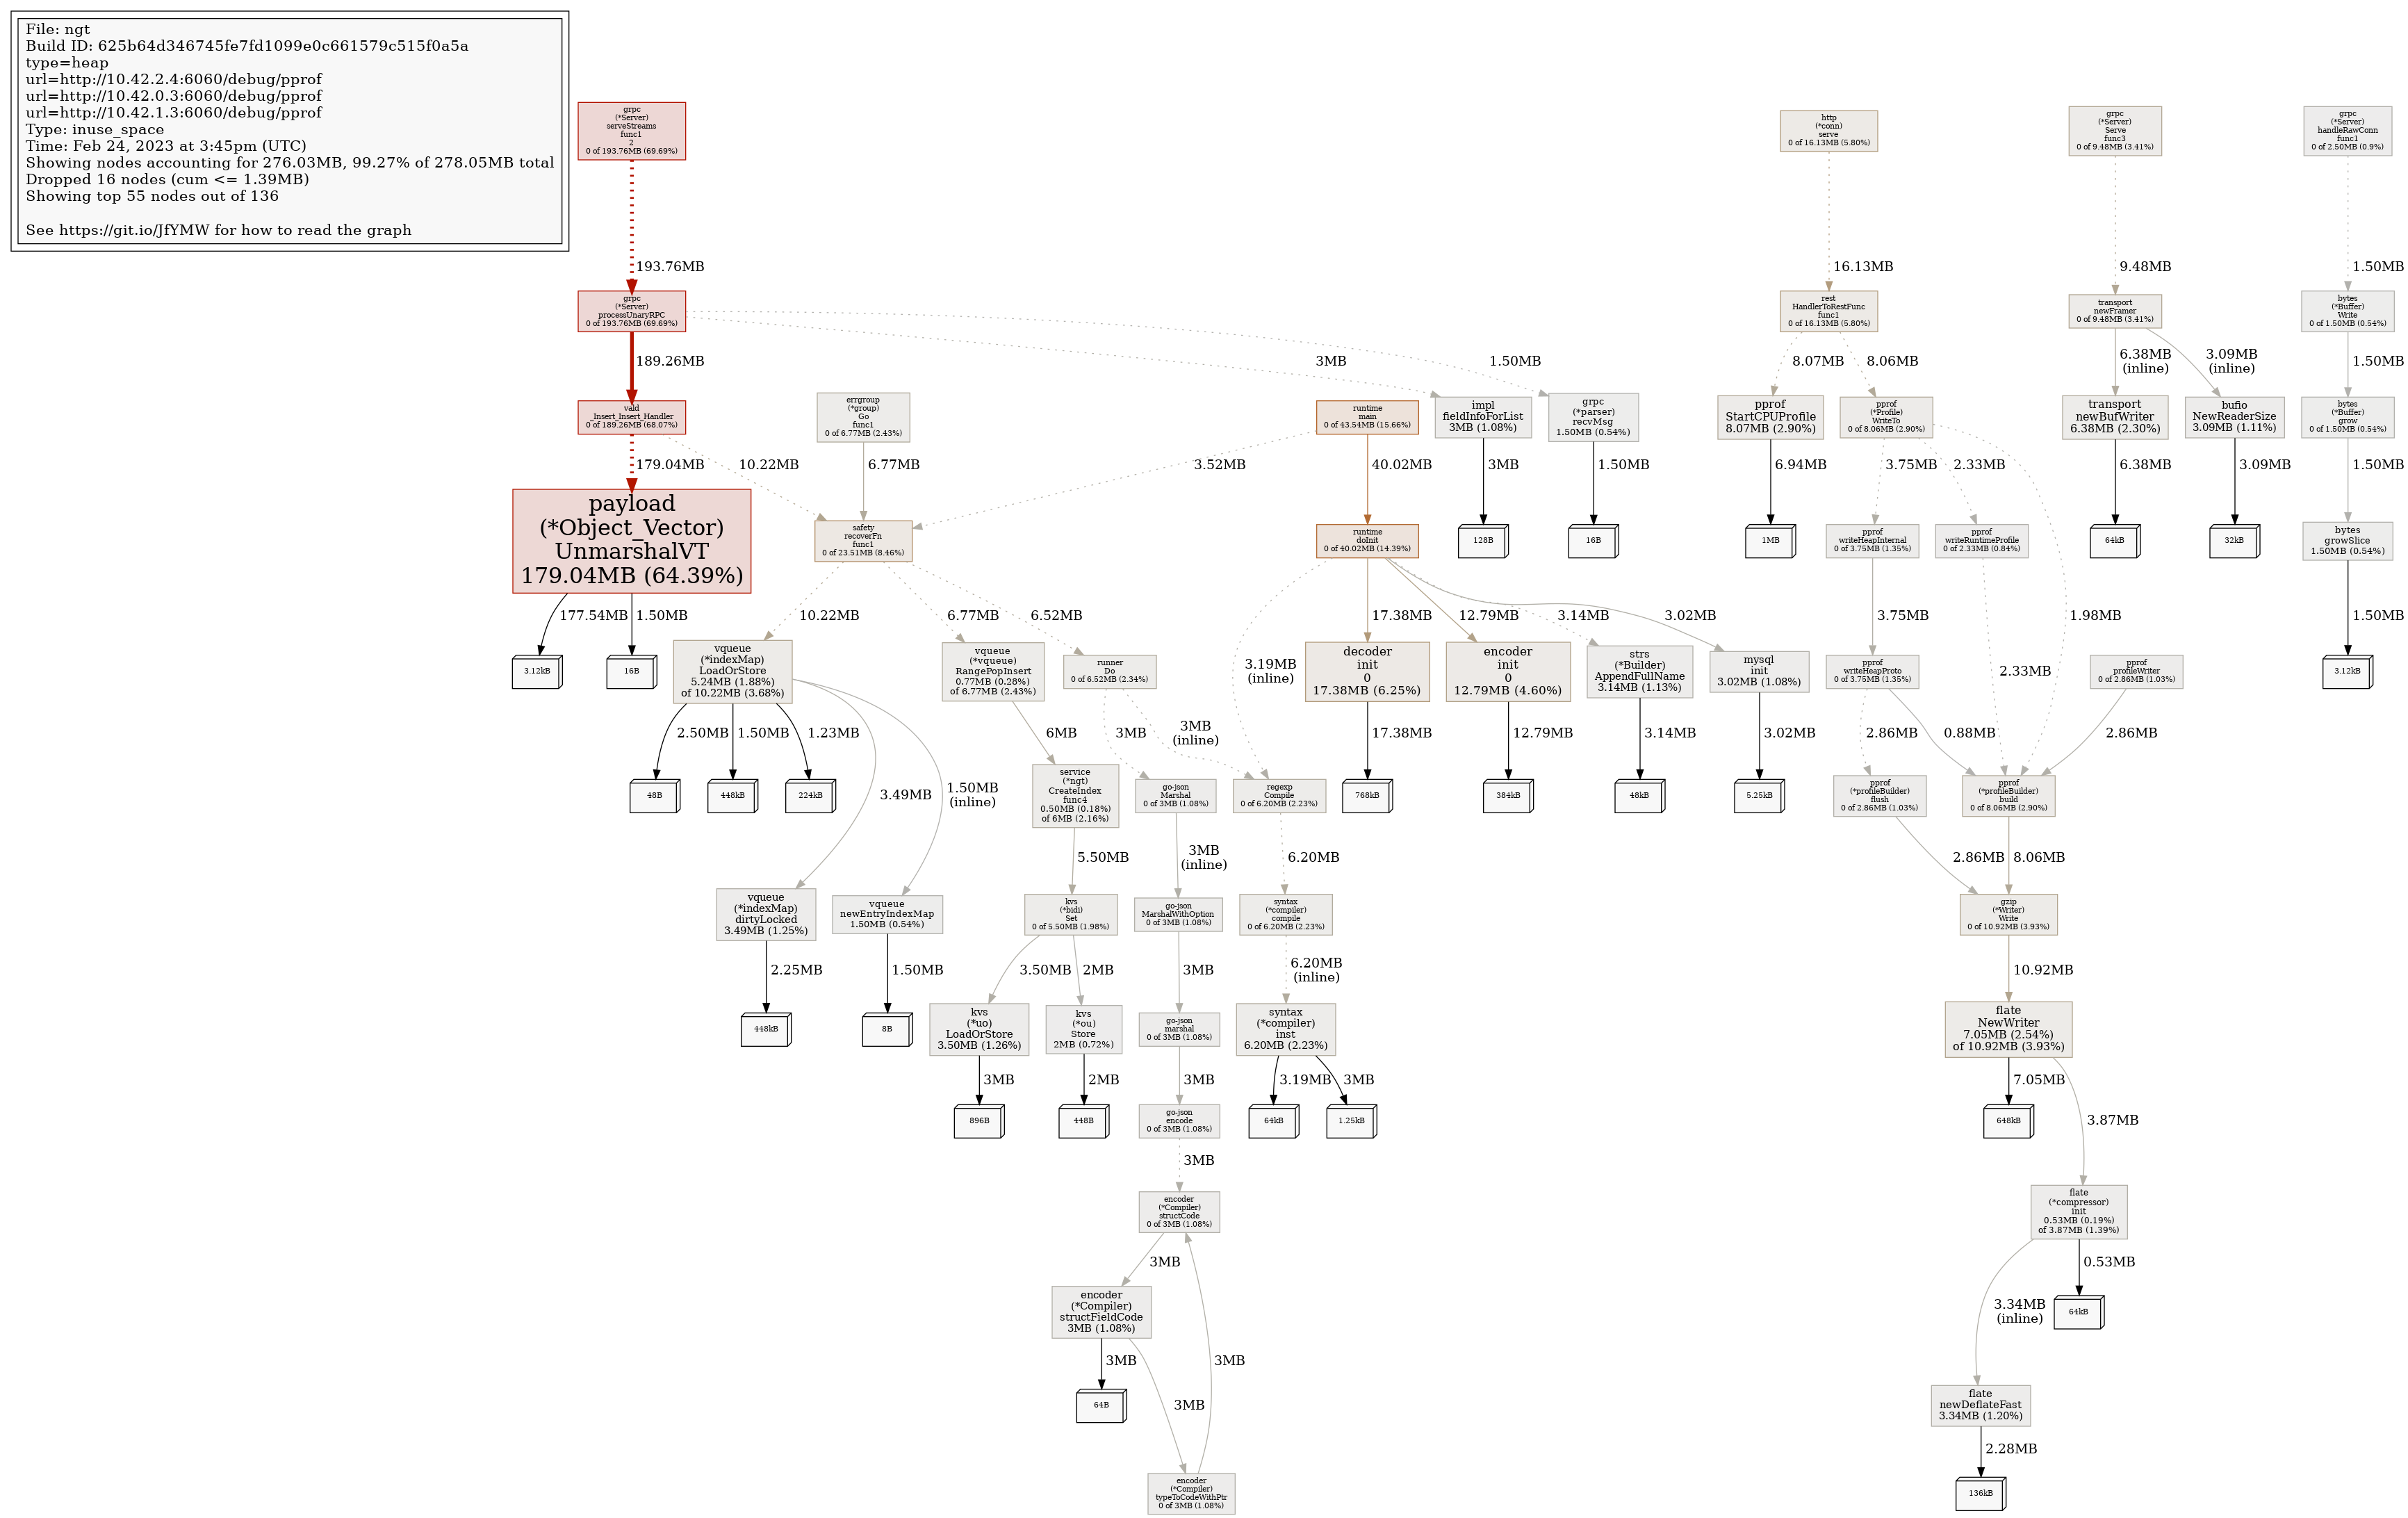 File: ngt
Build ID: 625b64d346745fe7fd1099e0c661579c515f0a5a
type=heap
url=http://10.42.2.4:6060/debug/pprof
url=http://10.42.0.3:6060/debug/pprof
url=http://10.42.1.3:6060/debug/pprof
Type: inuse_space
Time: Feb 24, 2023 at 3:45pm (UTC)
Showing nodes accounting for 276.03MB, 99.27% of 278.05MB total
Dropped 16 nodes (cum <= 1.39MB)
Showing top 55 nodes out of 136
See https://git.io/JfYMW for how to read the graph
grpc
(*Server)
serveStreams
func1
2
0 of 193.76MB (69.69%)
http
(*conn)
serve
0 of 16.13MB (5.80%)
grpc
(*Server)
Serve
func3
0 of 9.48MB (3.41%)
grpc
(*Server)
handleRawConn
func1
0 of 2.50MB (0.9%)
193.76MB
16.13MB
9.48MB
1.50MB
grpc
(*Server)
processUnaryRPC
0 of 193.76MB (69.69%)
rest
HandlerToRestFunc
func1
0 of 16.13MB (5.80%)
transport
newFramer
0 of 9.48MB (3.41%)
bytes
(*Buffer)
Write
0 of 1.50MB (0.54%)
189.26MB
3MB
1.50MB
8.07MB
8.06MB
6.38MB
(inline)
3.09MB
(inline)
1.50MB
vald
_Insert_Insert_Handler
0 of 189.26MB (68.07%)
errgroup
(*group)
Go
func1
0 of 6.77MB (2.43%)
runtime
main
0 of 43.54MB (15.66%)
impl
fieldInfoForList
3MB (1.08%)
grpc
(*parser)
recvMsg
1.50MB (0.54%)
pprof
StartCPUProfile
8.07MB (2.90%)
pprof
(*Profile)
WriteTo
0 of 8.06MB (2.90%)
transport
newBufWriter
6.38MB (2.30%)
bufio
NewReaderSize
3.09MB (1.11%)
bytes
(*Buffer)
grow
0 of 1.50MB (0.54%)
179.04MB
10.22MB
6.77MB
3.52MB
40.02MB
3MB
1.50MB
6.94MB
3.75MB
2.33MB
6.38MB
3.09MB
1.50MB
payload
(*Object_Vector)
UnmarshalVT
179.04MB (64.39%)
safety
recoverFn
func1
0 of 23.51MB (8.46%)
runtime
doInit
0 of 40.02MB (14.39%)
128B
16B
1MB
pprof
writeHeapInternal
0 of 3.75MB (1.35%)
pprof
writeRuntimeProfile
0 of 2.33MB (0.84%)
64kB
32kB
bytes
growSlice
1.50MB (0.54%)
177.54MB
1.50MB
10.22MB
6.77MB
6.52MB
3.19MB
(inline)
17.38MB
12.79MB
3.14MB
3.02MB
3.75MB
2.33MB
1.98MB
1.50MB
3.12kB
16B
vqueue
(*indexMap)
LoadOrStore
5.24MB (1.88%)
of 10.22MB (3.68%)
vqueue
(*vqueue)
RangePopInsert
0.77MB (0.28%)
of 6.77MB (2.43%)
runner
Do
0 of 6.52MB (2.34%)
decoder
init
0
17.38MB (6.25%)
encoder
init
0
12.79MB (4.60%)
strs
(*Builder)
AppendFullName
3.14MB (1.13%)
mysql
init
3.02MB (1.08%)
pprof
writeHeapProto
0 of 3.75MB (1.35%)
pprof
profileWriter
0 of 2.86MB (1.03%)
3.12kB
2.50MB
1.50MB
1.23MB
3.49MB
1.50MB
(inline)
6MB
3MB
3MB
(inline)
17.38MB
12.79MB
3.14MB
3.02MB
2.86MB
0.88MB
2.86MB
48B
448kB
224kB
service
(*ngt)
CreateIndex
func4
0.50MB (0.18%)
of 6MB (2.16%)
go-json
Marshal
0 of 3MB (1.08%)
regexp
Compile
0 of 6.20MB (2.23%)
768kB
384kB
48kB
5.25kB
pprof
(*profileBuilder)
flush
0 of 2.86MB (1.03%)
pprof
(*profileBuilder)
build
0 of 8.06MB (2.90%)
5.50MB
3MB
(inline)
6.20MB
2.86MB
8.06MB
vqueue
(*indexMap)
dirtyLocked
3.49MB (1.25%)
vqueue
newEntryIndexMap
1.50MB (0.54%)
kvs
(*bidi)
Set
0 of 5.50MB (1.98%)
go-json
MarshalWithOption
0 of 3MB (1.08%)
syntax
(*compiler)
compile
0 of 6.20MB (2.23%)
gzip
(*Writer)
Write
0 of 10.92MB (3.93%)
2.25MB
1.50MB
3.50MB
2MB
3MB
6.20MB
(inline)
10.92MB
448kB
8B
kvs
(*uo)
LoadOrStore
3.50MB (1.26%)
kvs
(*ou)
Store
2MB (0.72%)
go-json
marshal
0 of 3MB (1.08%)
syntax
(*compiler)
inst
6.20MB (2.23%)
flate
NewWriter
7.05MB (2.54%)
of 10.92MB (3.93%)
3MB
2MB
3MB
3.19MB
3MB
7.05MB
3.87MB
896B
448B
go-json
encode
0 of 3MB (1.08%)
64kB
1.25kB
648kB
3MB
encoder
(*Compiler)
structCode
0 of 3MB (1.08%)
flate
(*compressor)
init
0.53MB (0.19%)
of 3.87MB (1.39%)
3MB
0.53MB
encoder
(*Compiler)
structFieldCode
3MB (1.08%)
3.34MB
(inline)
64kB
3MB
3MB
3MB
64B
flate
newDeflateFast
3.34MB (1.20%)
2.28MB
encoder
(*Compiler)
typeToCodeWithPtr
0 of 3MB (1.08%)
136kB